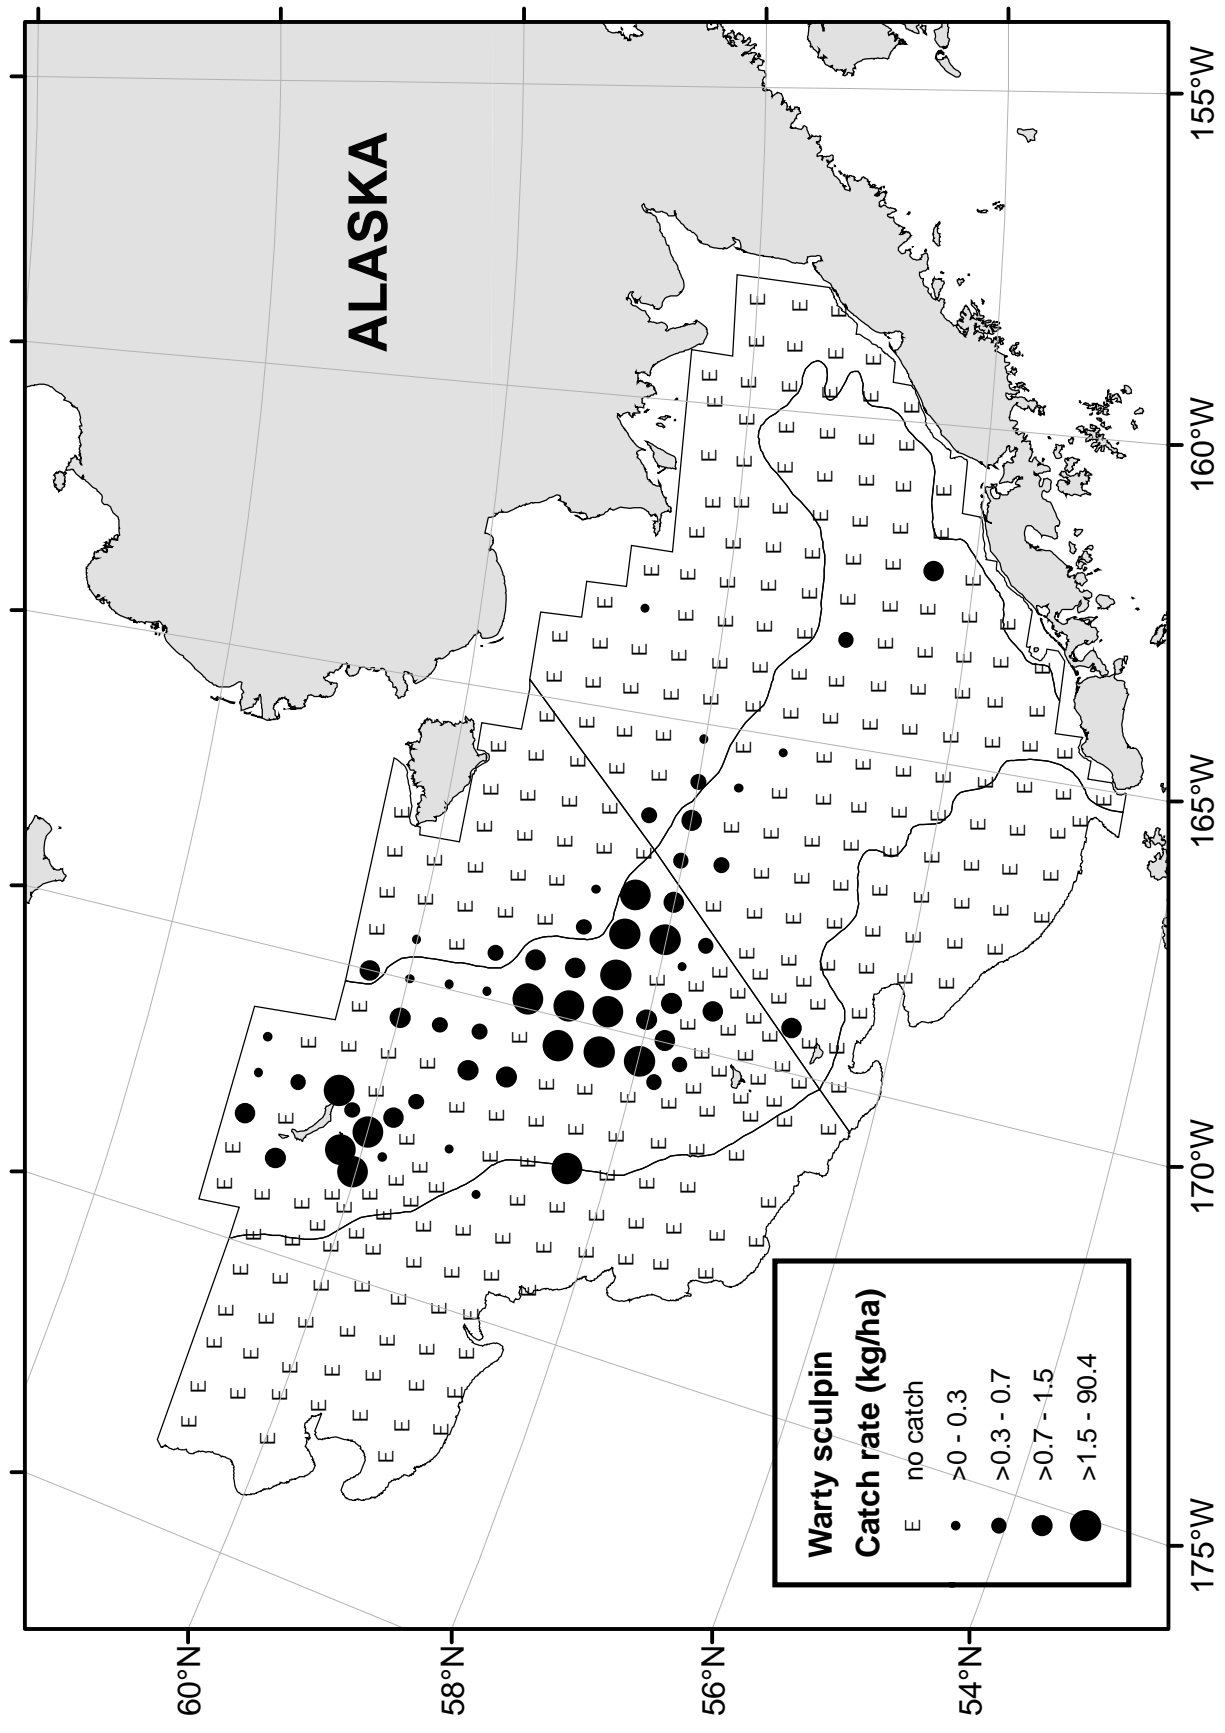 ALASKA
60°N
58°N
56°N
54°N
175°W
170°W
165°W
160°W
155°W
Warty sculpin
Catch rate (kg/ha)
E no catch
>0 - 0.3
>0.3 - 0.7
>0.7 - 1.5
>1.5 - 90.4